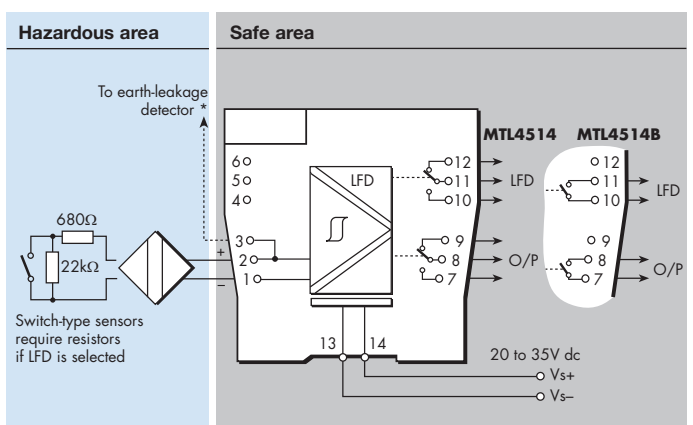 Hazardous area
Safe area
To earth-leakage
detector *
MTL4514
MTL4514B
6
5
4
3
2
1
+
–
LFD
12
11
10
LFD
9
8
7
O/P
12
11
10
LFD
9
8
7
O/P
680Ω
22kΩ
Switch-type sensors
require resistors
if LFD is selected
13
14
20 to 35V dc
Vs+
Vs–